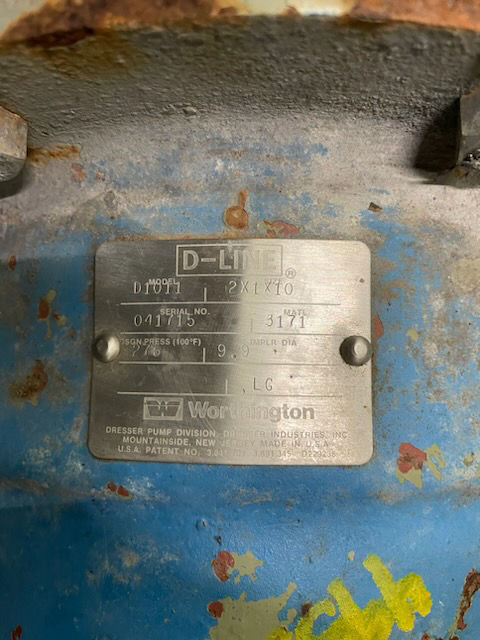 D-LINE ®
MODEL
D1011 2X1X10
SERIAL NO. MATL
041715 3171
DSGN PRESS (100°F) IMPLR DIA
9.9
LG
Worthington
DRESSER PUMP DIVISION, DRESSER INDUSTRIES, INC.
MOUNTAINSIDE, NEW JERSEY MADE IN U.S.A.
U.S.A. PATENT NO.